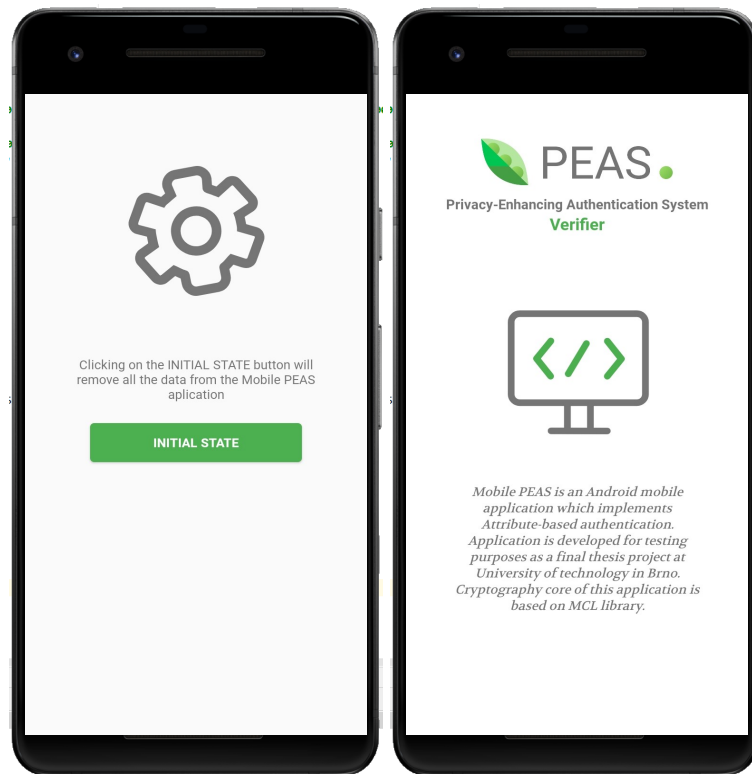 Clicking on the INITIAL STATE button will
remove all the data from the Mobile PEAS
aplication
INITIAL STATE
PEAS
Privacy-Enhancing Authentication System
Verifier
</>
Mobile PEAS is an Android mobile
application which implements
Attribute-based authentication.
Application is developed for testing
purposes as a final thesis project at
University of technology in Brno.
Cryptography core of this application is
based on MCL library.